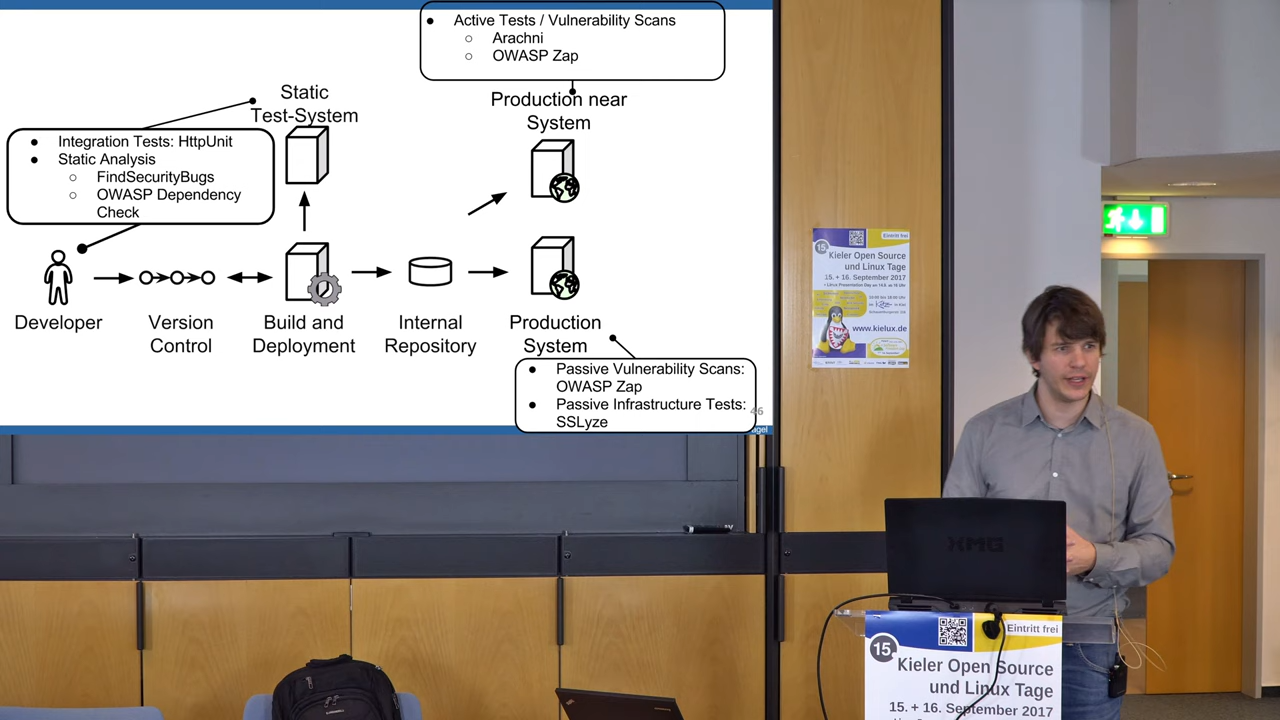 ● Active Tests / Vulnerability Scans
○ Arachni
○ OWASP Zap
Static
Test-System
Production near
System
● Integration Tests: HttpUnit
● Static Analysis
○ FindSecurityBugs
○ OWASP Dependency
Check
Developer
Version
Control
Build and
Deployment
Internal
Repository
Production
System
● Passive Vulnerability Scans:
OWASP Zap
● Passive Infrastructure Tests:
SSLyze
46
Eintritt frei
15.
Kieler Open Source
und Linux Tage
15. + 16. September 2017
www.kielux.de
XMG
Eintritt frei
15.
Kieler Open Source
und Linux Tage
15. + 16. September 2017